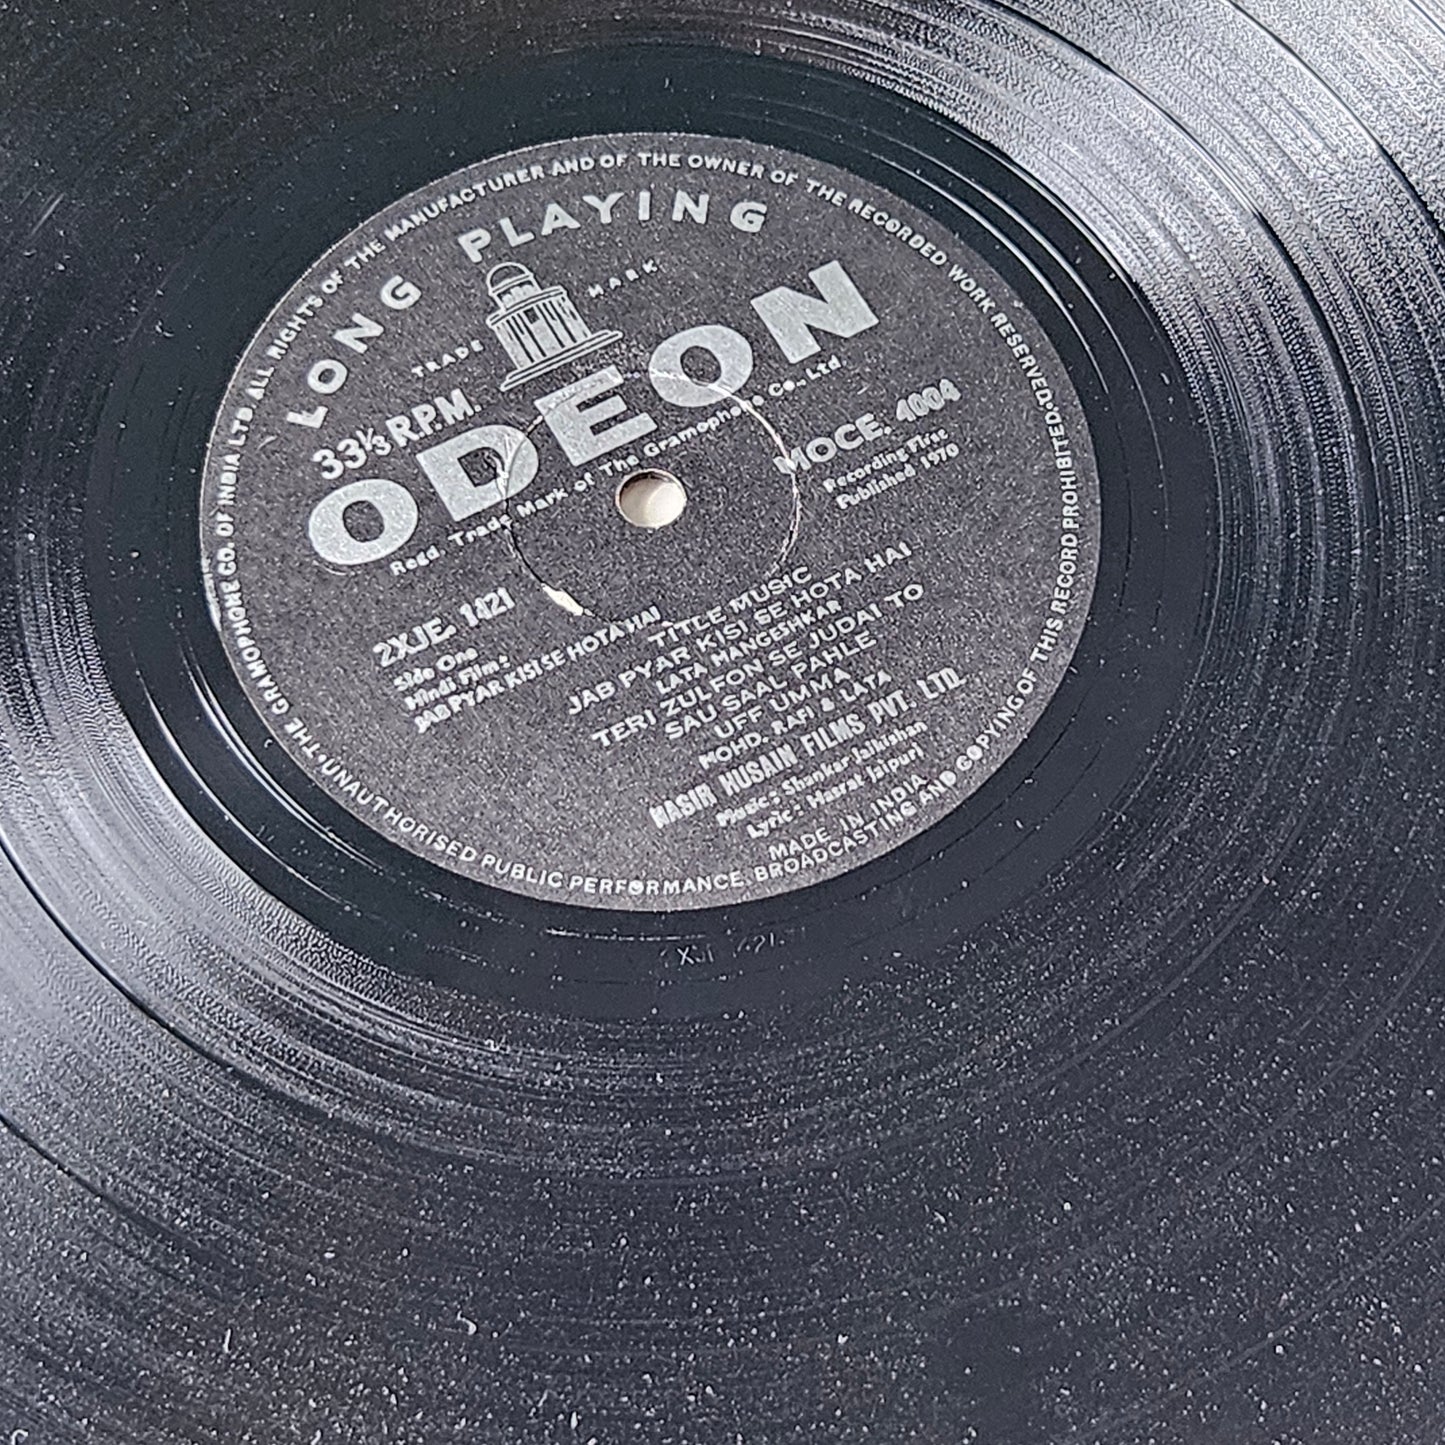 THE GRAMOPHONE CO. OF INDIA LTD ALL RIGHTS OF THE MANUFACTURER AND OF THE OWNER OF THE RECORDED WORK RESERVED.
UNAUTHORISED PUBLIC PERFORMANCE, BROADCASTING AND COPYING OF THIS RECORD PROHIBITED.
LONG PLAYING
TRADE MARK
33⅓ R.P.M.
ODEON
Regd. Trade Mark of The Gramophone Co., Ltd
MOCE. 4004
Recording First
Published 1970
2XJE. 1421
Side One
Hindi Film:
JAB PYAR KISI SE HOTA HAI
TITLE MUSIC
JAB PYAR KISI SE HOTA HAI
LATA MANGESHKAR
TERI ZULFON SE JUDAI TO
SAU SAAL PAHLE
UFF UMMA
MOHD. RAFI & LATA
NASIR HUSAIN FILMS PVT. LTD.
Music: Shankar Jaikishan
Lyric: Hasrat Jaipuri
MADE IN INDIA